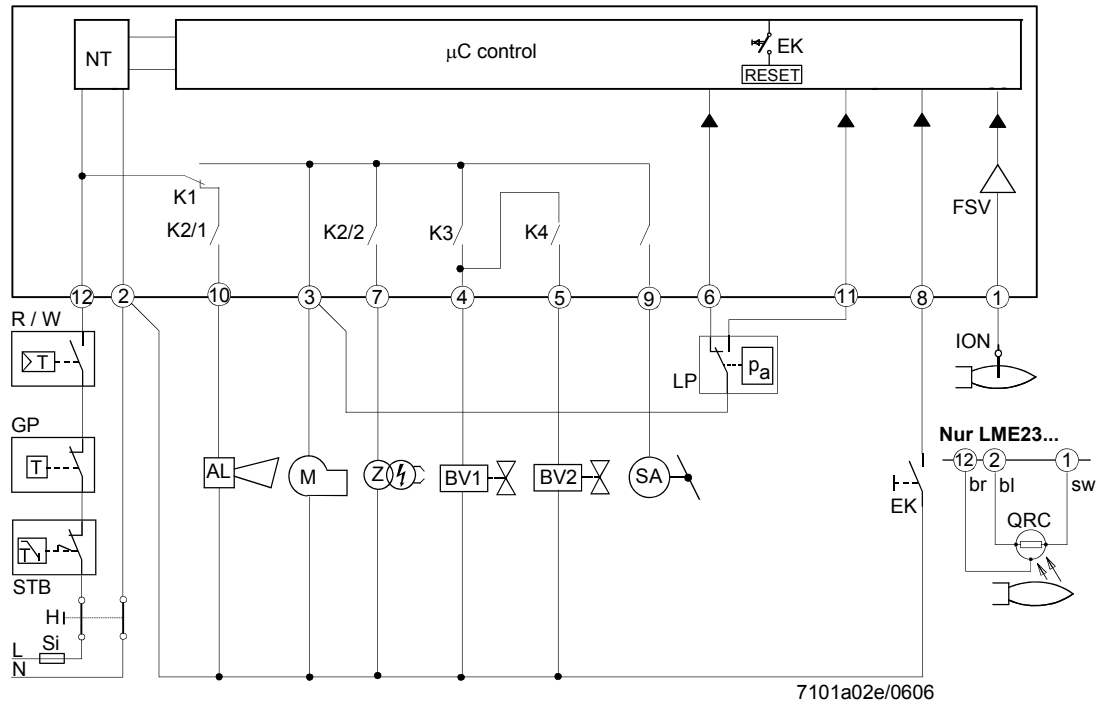 NT
μC control
EK
RESET
FSV
K1
K2/1
K2/2
K3
K4
12
2
10
3
7
4
5
9
6
11
8
1
R / W
T
LP
pa
ION
GP
T
AL
M
Z
BV1
BV2
SA
EK
Nur LME23...
12
2
1
br
bl
sw
QRC
T
STB
H
L
Si
N
7101a02e/0606